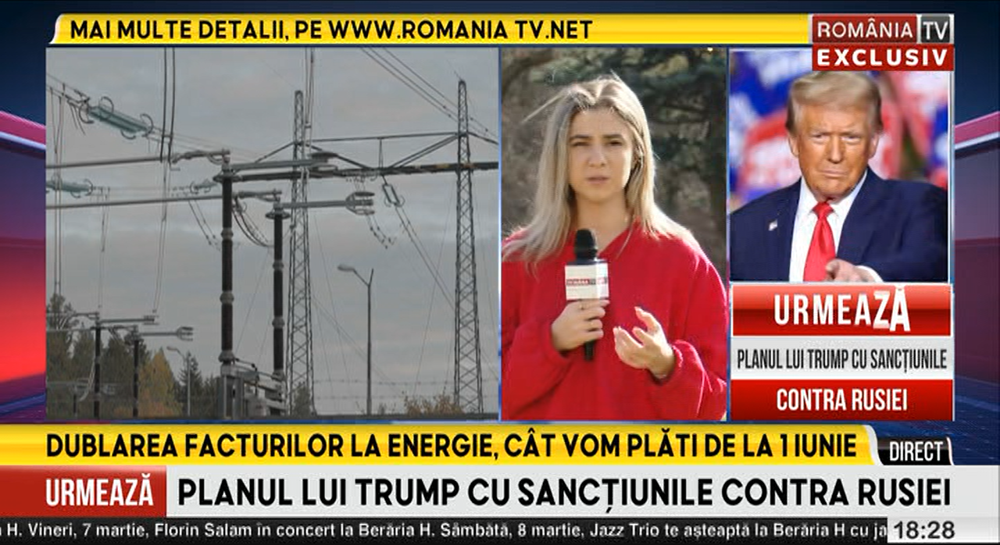 MAI MULTE DETALII, PE WWW.ROMANIA TV.NET
ROMÂNIA TV
EXCLUSIV
ROMÂNIA TV
URMEAZĂ
PLANUL LUI TRUMP CU SANCȚIUNILE
CONTRA RUSIEI
DUBLAREA FACTURILOR LA ENERGIE, CÂT VOM PLĂTI DE LA 1 IUNIE
DIRECT
URMEAZĂ PLANUL LUI TRUMP CU SANCȚIUNILE CONTRA RUSIEI
H. Vineri, 7 martie, Florin Salam în concert la Berăria H. Sâmbătă, 8 martie, Jazz Trio te așteaptă la Berăria H cu ja
18:28